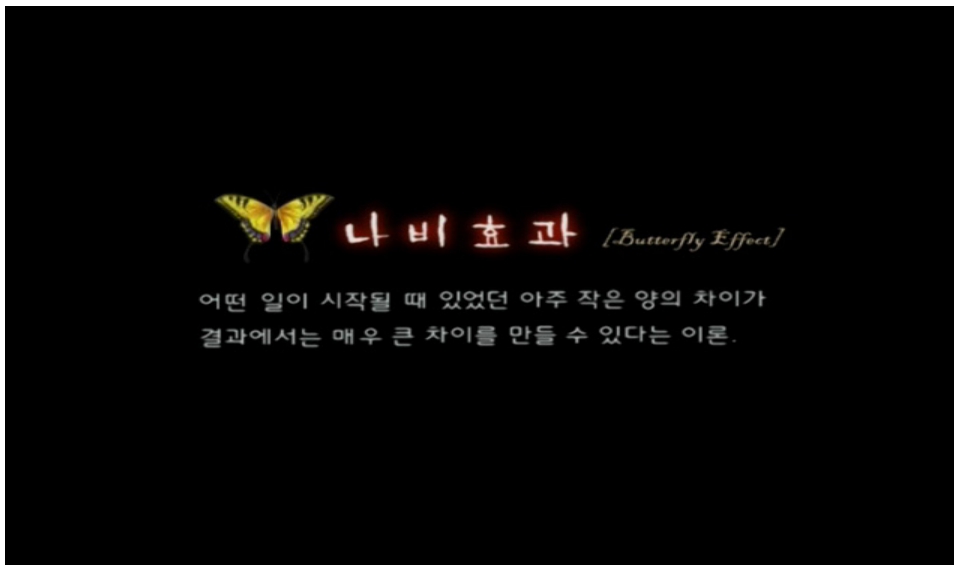 나비효과 [Butterfly Effect]
어떤 일이 시작될 때 있었던 아주 작은 양의 차이가
결과에서는 매우 큰 차이를 만들 수 있다는 이론.